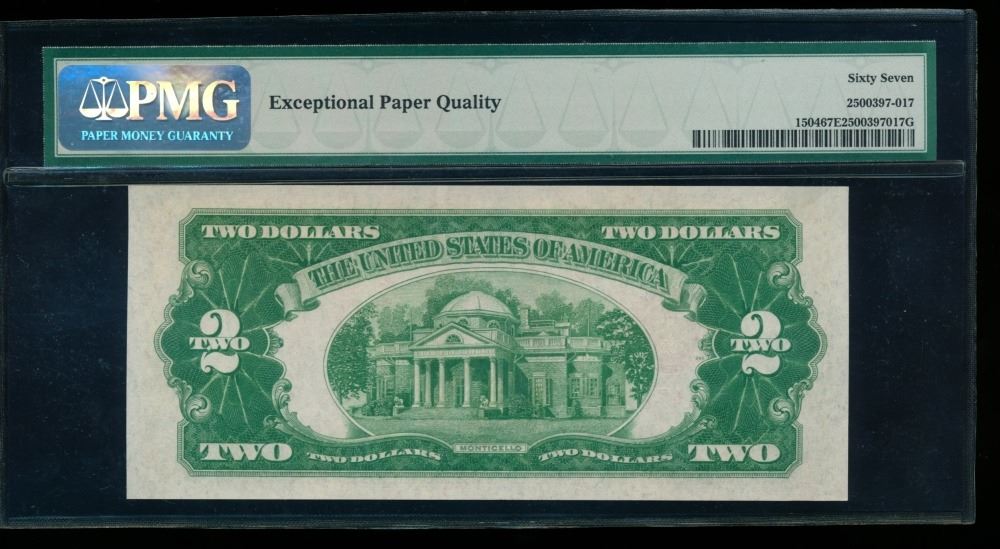 PMG
PAPER MONEY GUARANTY
Exceptional Paper Quality
Sixty Seven
2500397-017
150467E2500397017G
TWO DOLLARS TWO DOLLARS
THE UNITED STATES OF AMERICA
2 2
TWO TWO
MONTICELLO
TWO TWO DOLLARS TWO DOLLARS TWO